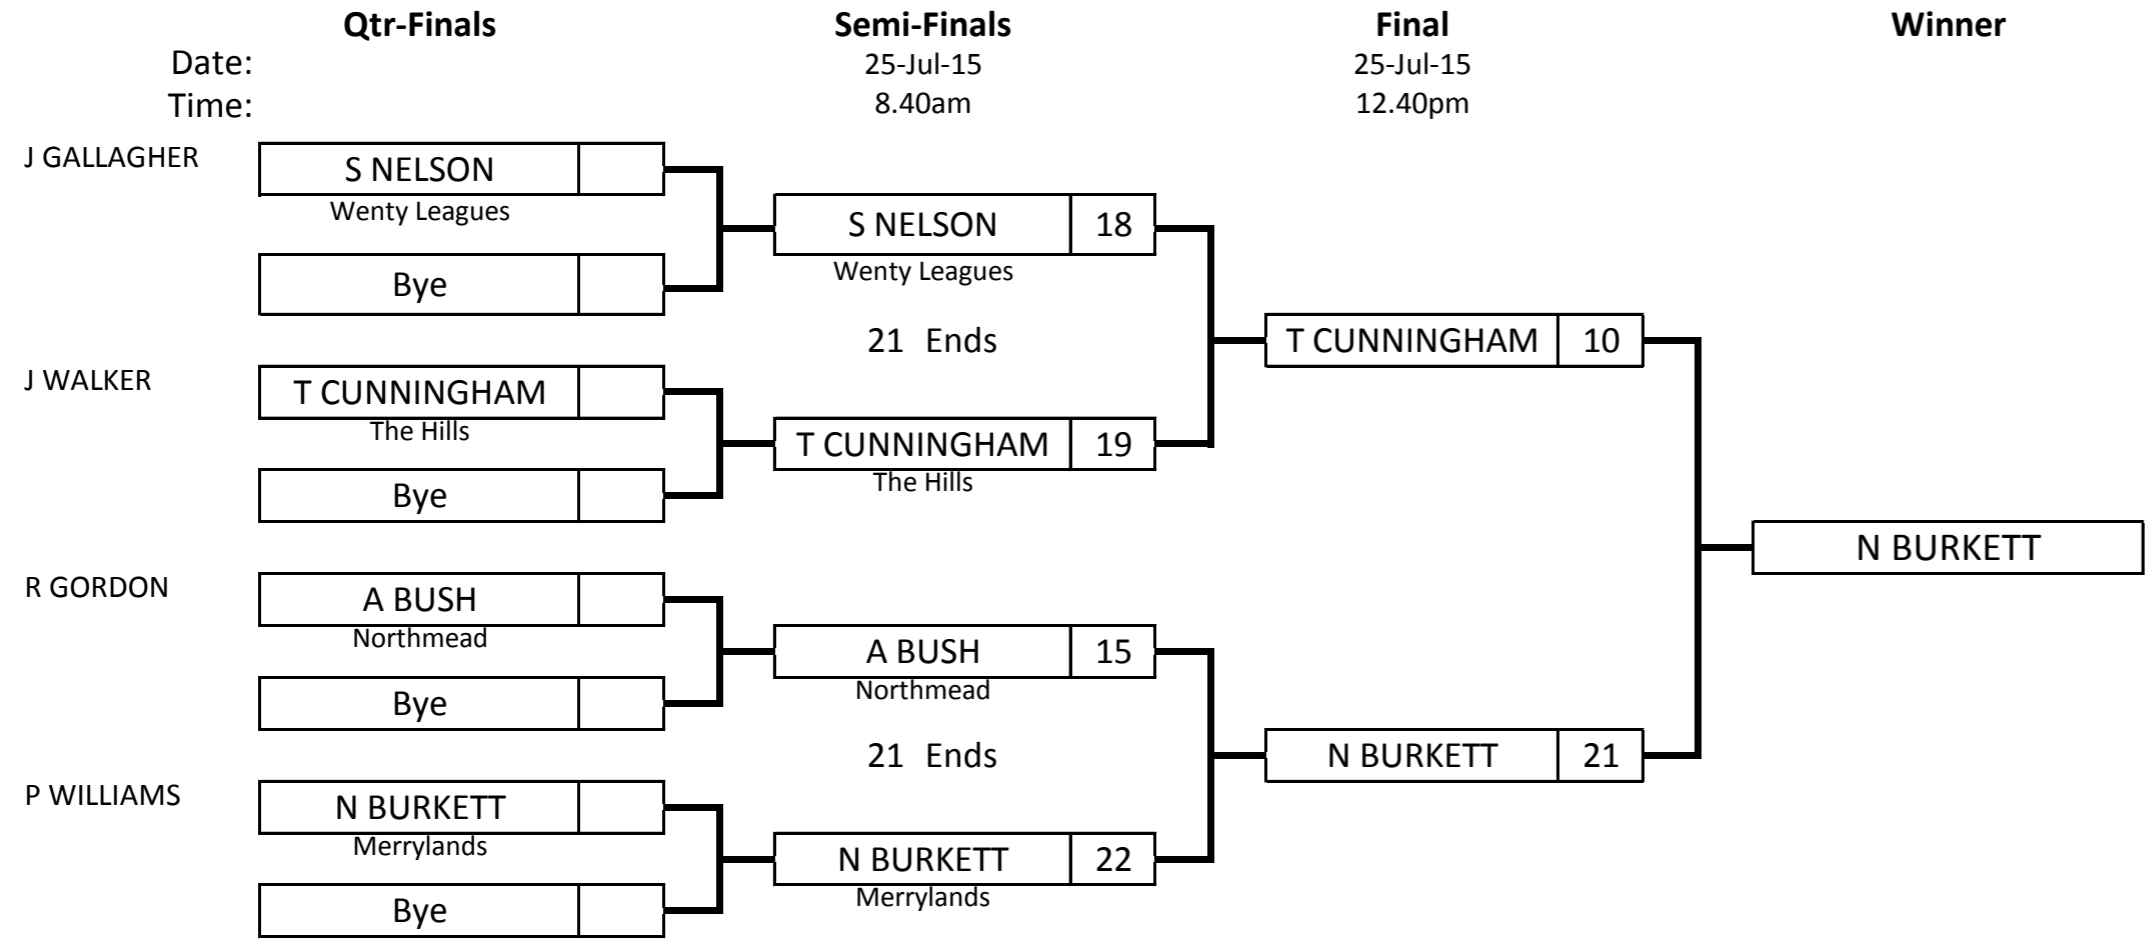 Qtr-Finals Semi-Finals Final Winner
Date: 25-Jul-15 25-Jul-15
Time: 8.40am 12.40pm
J GALLAGHER
S NELSON
Wenty Leagues
Bye
J WALKER
T CUNNINGHAM
The Hills
Bye
R GORDON
A BUSH
Northmead
Bye
P WILLIAMS
N BURKETT
Merrylands
Bye
S NELSON 18
Wenty Leagues
21 Ends
T CUNNINGHAM 19
The Hills
A BUSH 15
Northmead
21 Ends
N BURKETT 22
Merrylands
T CUNNINGHAM 10
N BURKETT 21
N BURKETT